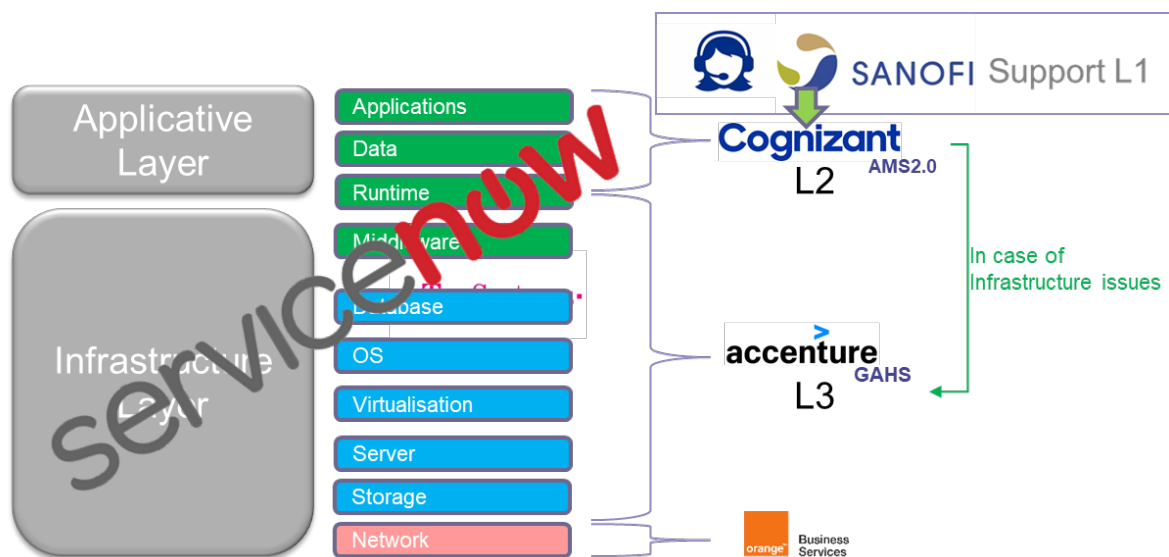 SANOFI Support L1
Applicative
Layer
Applications
Data
Runtime
Middleware
Cognizant
L2 AMS2.0
In case of
Infrastructure issues
Infrastructure
Layer
Database
OS
Virtualisation
Server
Storage
Network
accenture
GAHS
L3
servicenow
orange™
Business
Services